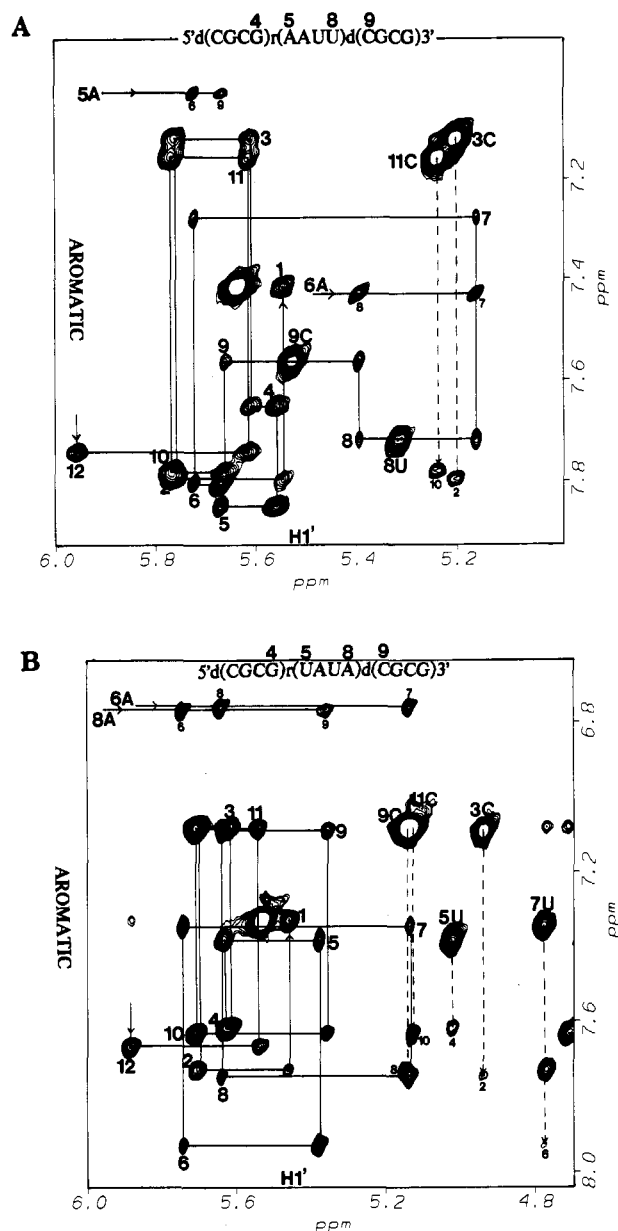 A
4 5 8 9
5'd(CGCG)r(AAUU)d(CGCG)3'
5A
6
9
3
11
11C
3C
7.2
7
AROMATIC
1
6A
8
7
7.4
9C
9
4
7.6
12
10
8
8U
2
6
5
10
2
7.8
H1'
6.0 5.8 5.6 5.4 5.2
ppm
ppm
B
4 5 8 9
5'd(CGCG)r(UAUA)d(CGCG)3'
6A
8A
6
8
9
7
6.8
3
11
9
9C
11C
3C
7.2
AROMATIC
1
7
5
5U
7U
4
10
10
4
7.6
12
2
8
8
2
6
6
8.0
H1'
6.0 5.6 5.2 4.8
ppm
ppm